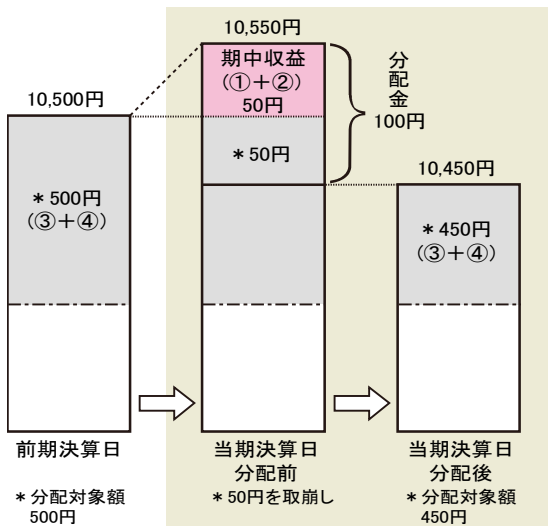 10,550円
期中収益
(①+②)
50円
分配金
100円
10,500円
*50円
10,450円
*500円
(③+④)
*450円
(③+④)
前期決算日
当期決算日
分配前
当期決算日
分配後
*分配対象額
500円
*50円を取崩し
*分配対象額
450円